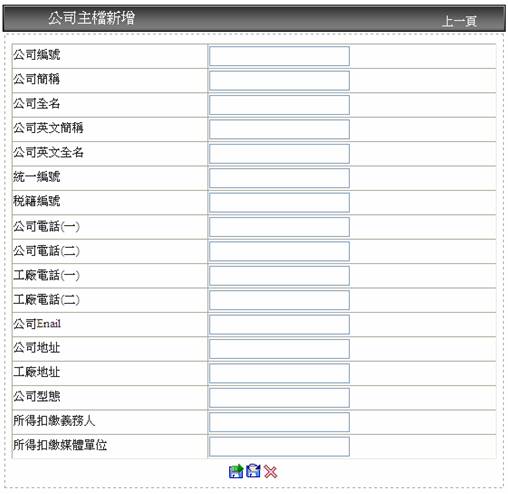 公司主檔新增
上一頁
公司編號
公司簡稱
公司全名
公司英文簡稱
公司英文全名
統一編號
稅籍編號
公司電話(一)
公司電話(二)
工廠電話(一)
工廠電話(二)
公司Enail
公司地址
工廠地址
公司型態
所得扣繳義務人
所得扣繳媒體單位